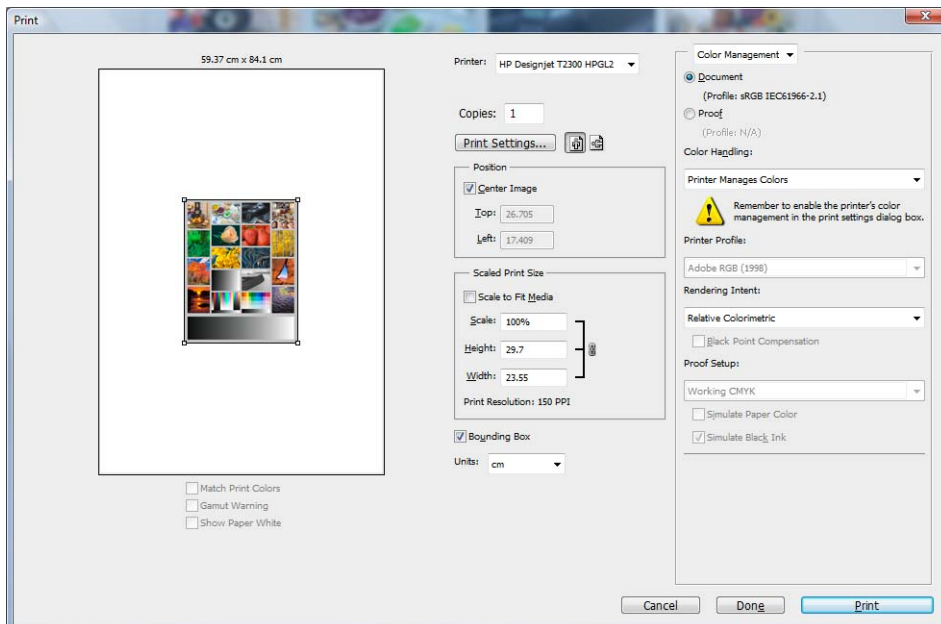 Print
59.37 cm x 84.1 cm
Match Print Colors
Gamut Warning
Show Paper White
Printer: HP Designjet T2300 HPGL2
Copies: 1
Print Settings...
Position
Center Image
Top: 26.705
Left: 17.409
Scaled Print Size
Scale to Fit Media
Scale: 100%
Height: 29.7
Width: 23.55
Print Resolution: 150 PPI
Bounding Box
Units: cm
Color Management
Document
(Profile: sRGB IEC61966-2.1)
Proof
(Profile: N/A)
Color Handling:
Printer Manages Colors
Remember to enable the printer's color
management in the print settings dialog box.
Printer Profile:
Adobe RGB (1998)
Rendering Intent:
Relative Colorimetric
Black Point Compensation
Proof Setup:
Working CMYK
Simulate Paper Color
Simulate Black Ink
Cancel
Done
Print